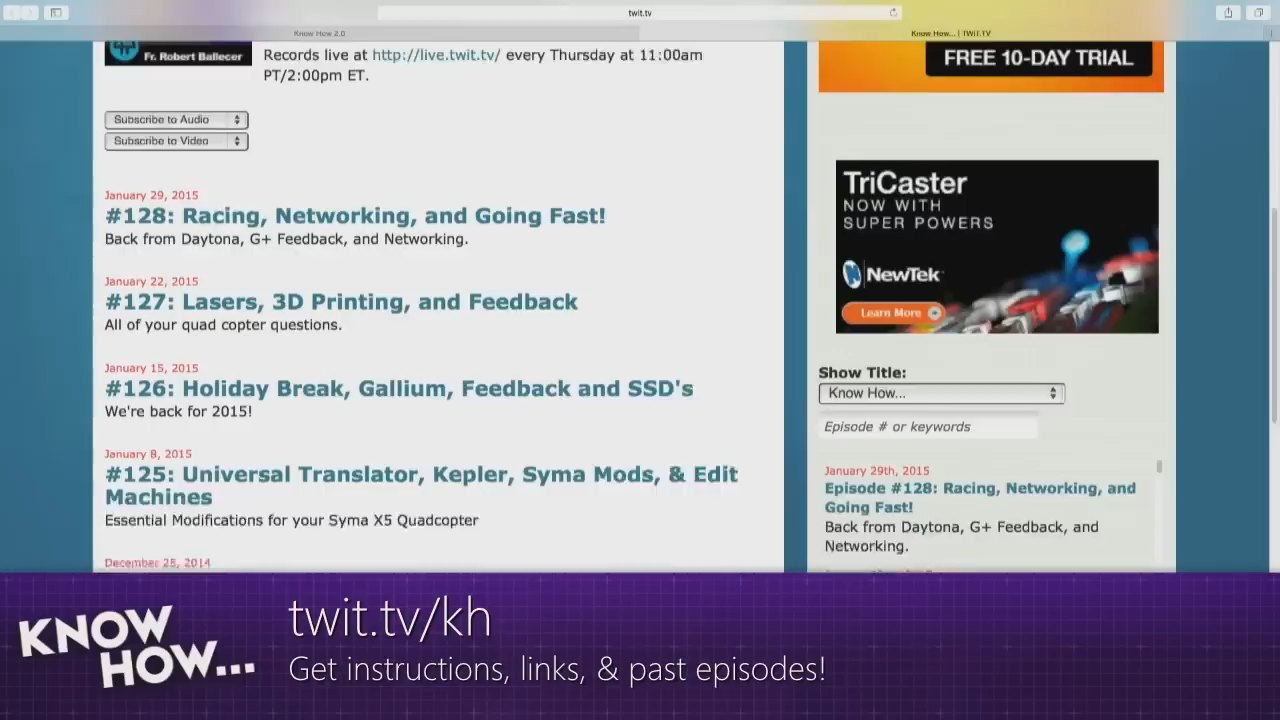 twit.tv
Know How 2.0
Know How... | TWiT.TV
Fr. Robert Ballecer
Records live at http://live.twit.tv/ every Thursday at 11:00am
PT/2:00pm ET.
Subscribe to Audio
Subscribe to Video
January 29, 2015
#128: Racing, Networking, and Going Fast!
Back from Daytona, G+ Feedback, and Networking.
January 22, 2015
#127: Lasers, 3D Printing, and Feedback
All of your quad copter questions.
January 15, 2015
#126: Holiday Break, Gallium, Feedback and SSD's
We're back for 2015!
January 8, 2015
#125: Universal Translator, Kepler, Syma Mods, & Edit
Machines
Essential Modifications for your Syma X5 Quadcopter
December 25, 2014
FREE 10-DAY TRIAL
TriCaster
NOW WITH
SUPER POWERS
NewTek
Learn More
Show Title:
Know How...
Episode # or keywords
January 29th, 2015
Episode #128: Racing, Networking, and
Going Fast!
Back from Daytona, G+ Feedback, and
Networking.
KNOW
HOW...
twit.tv/kh
Get instructions, links, & past episodes!